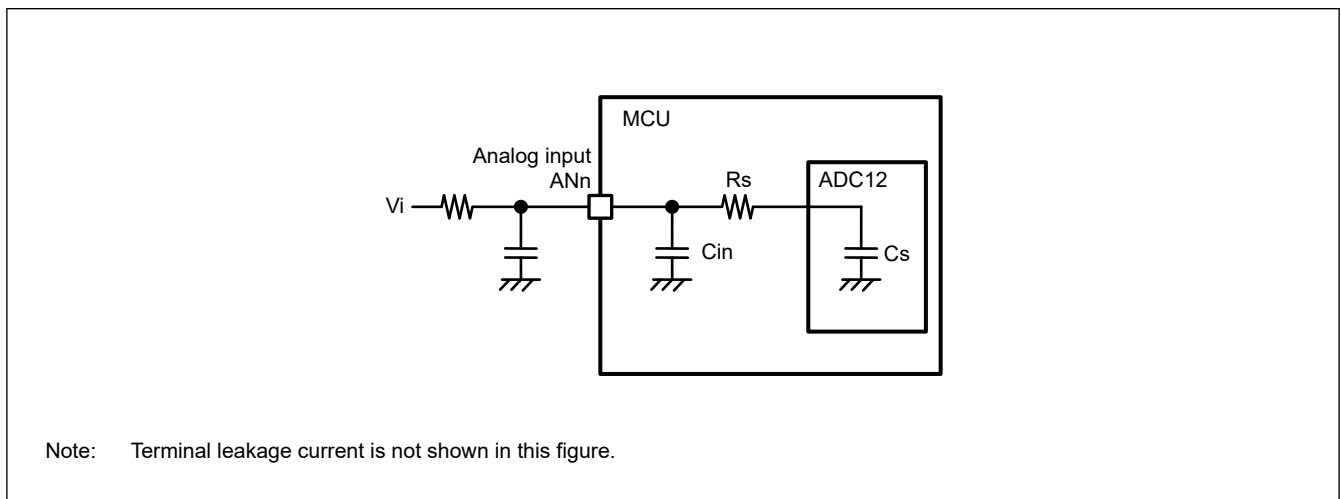 MCU
Analog input
ANn
Rs
ADC12
Vi
Cin
Cs
Note: Terminal leakage current is not shown in this figure.